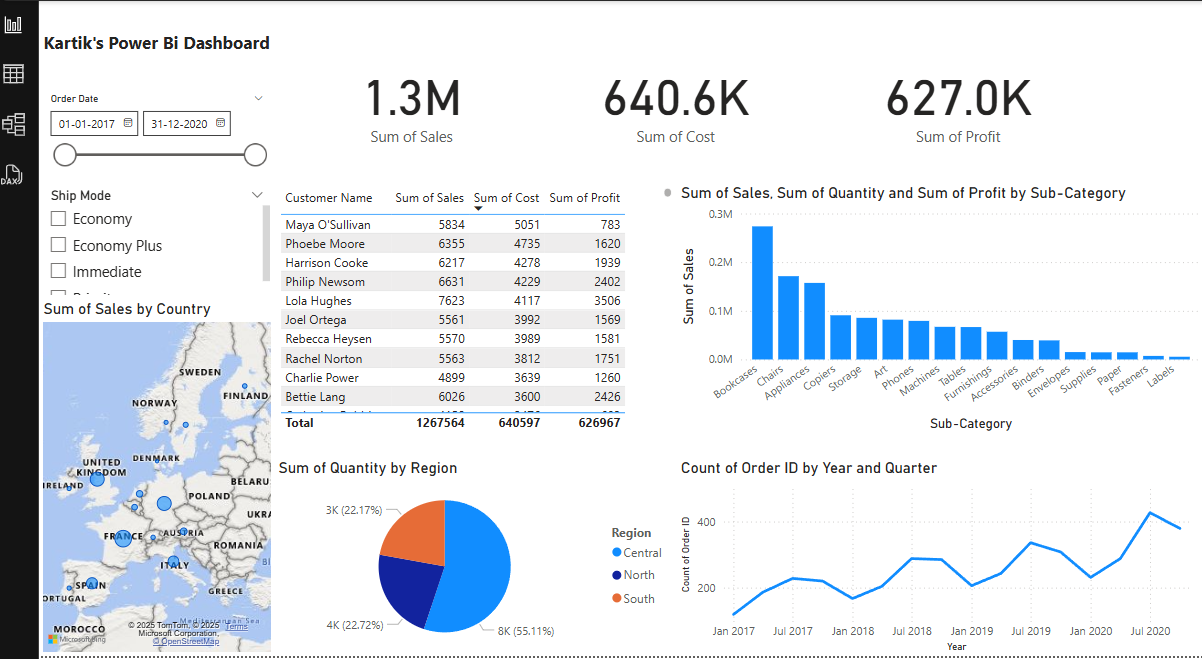 Kartik's Power Bi Dashboard
Order Date
01-01-2017 31-12-2020
Ship Mode
Economy
Economy Plus
Immediate
1.3M
Sum of Sales
640.6K
Sum of Cost
627.0K
Sum of Profit
Customer Name Sum of Sales Sum of Cost Sum of Profit
Maya O'Sullivan 5834 5051 783
Phoebe Moore 6355 4735 1620
Harrison Cooke 6217 4278 1939
Philip Newsom 6631 4229 2402
Lola Hughes 7623 4117 3506
Joel Ortega 5561 3992 1569
Rebecca Heysen 5570 3989 1581
Rachel Norton 5563 3812 1751
Charlie Power 4899 3639 1260
Bettie Lang 6026 3600 2426
Total 1267564 640597 626967
Sum of Sales, Sum of Quantity and Sum of Profit by Sub-Category
Sum of Sales
0.3M
0.2M
0.1M
0.0M
Bookcases
Chairs
Appliances
Copiers
Storage
Art
Phones
Machines
Tables
Furnishings
Accessories
Binders
Envelopes
Supplies
Paper
Fasteners
Labels
Sub-Category
Sum of Sales by Country
SWEDEN
FINLAND
NORWAY
DENMARK
UNITED
KINGDOM
IRELAND
BELARU
POLAND
UKRA
FRANCE
AUSTRIA
ROMANIA
ITALY
SPAIN
ORTUGAL
GREECE
Mediterranean Sea
MOROCCO
Microsoft Bing
© 2025 TomTom, © 2025
Microsoft Corporation,
© OpenStreetMap
Terms
Sum of Quantity by Region
3K (22.17%)
4K (22.72%)
8K (55.11%)
Region
Central
North
South
Count of Order ID by Year and Quarter
Count of Order ID
400
200
Jan 2017 Jul 2017 Jan 2018 Jul 2018 Jan 2019 Jul 2019 Jan 2020 Jul 2020
Year
DAX